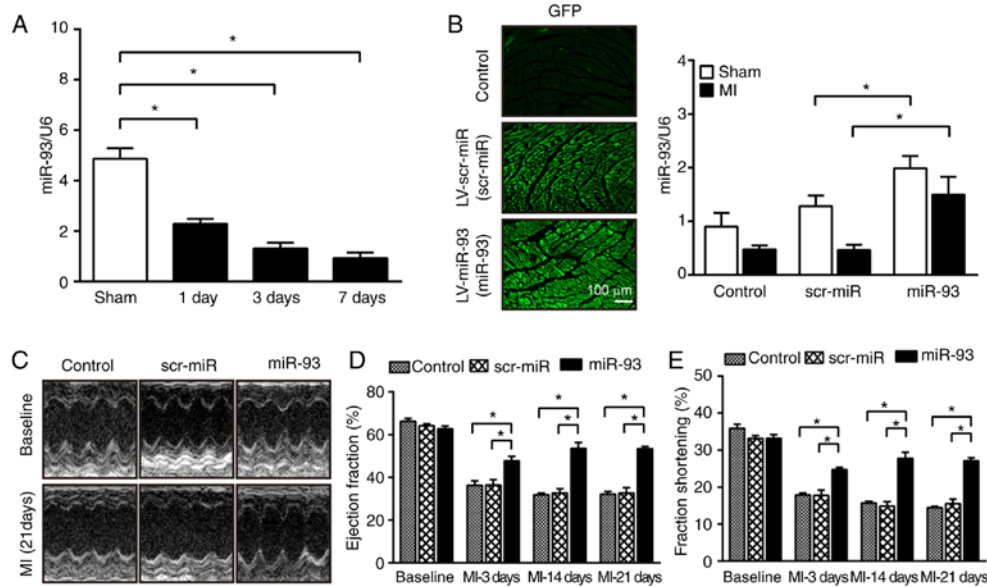 A
miR-93/U6
10
8
6
4
2
0
*
*
*
Sham 1 day 3 days 7 days
B
GFP
Control
LV-scr-miR
(scr-miR)
LV-miR-93
(miR-93)
100 μm
miR-93/U6
4
3
2
1
0
Sham
MI
*
*
Control scr-miR miR-93
C
Control scr-miR miR-93
Baseline
MI (21days)
D
Control scr-miR miR-93
Ejection fraction (%)
80
60
40
20
0
* * *
* * *
Baseline MI-3 days MI-14 days MI-21 days
E
Control scr-miR miR-93
Fraction shortening (%)
50
40
30
20
10
0
* * *
* * *
Baseline MI-3 days MI-14 days MI-21 days